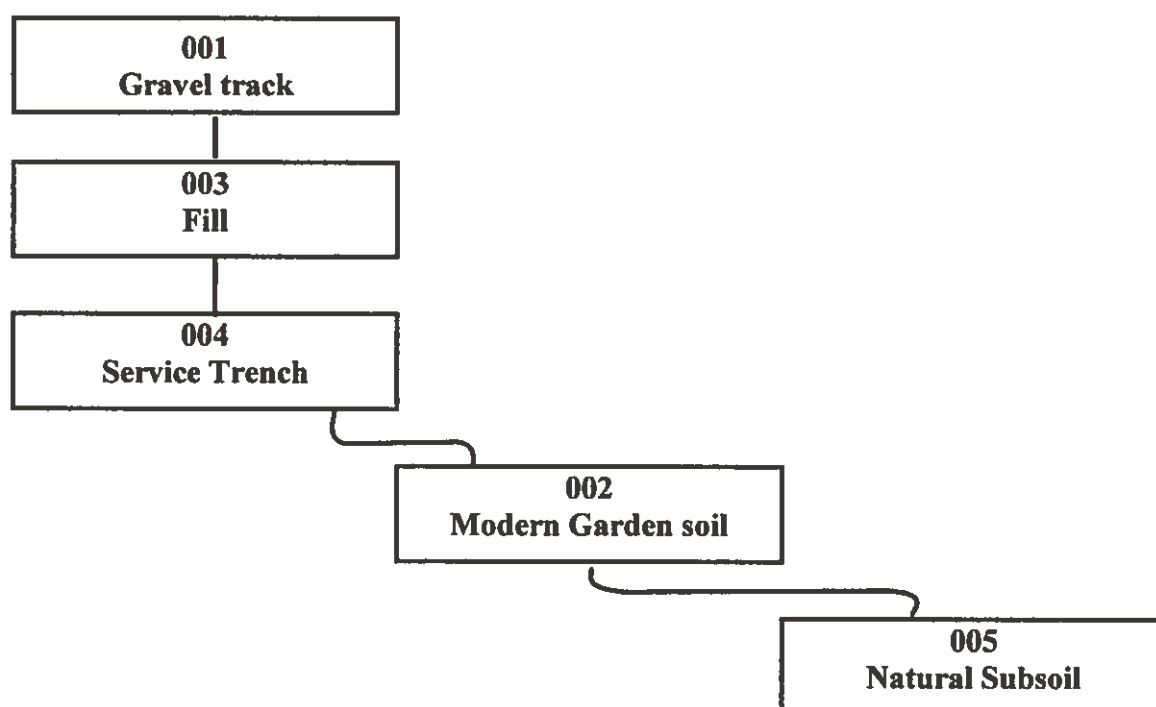 001
Gravel track
003
Fill
004
Service Trench
002
Modern Garden soil
005
Natural Subsoil